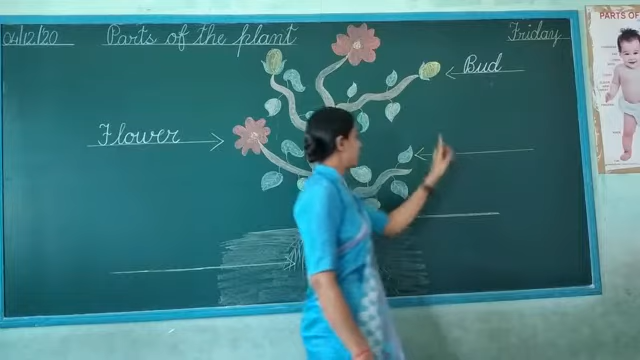 04/12/20
Parts of the plant
Friday
PARTS OF
Bud
Flower